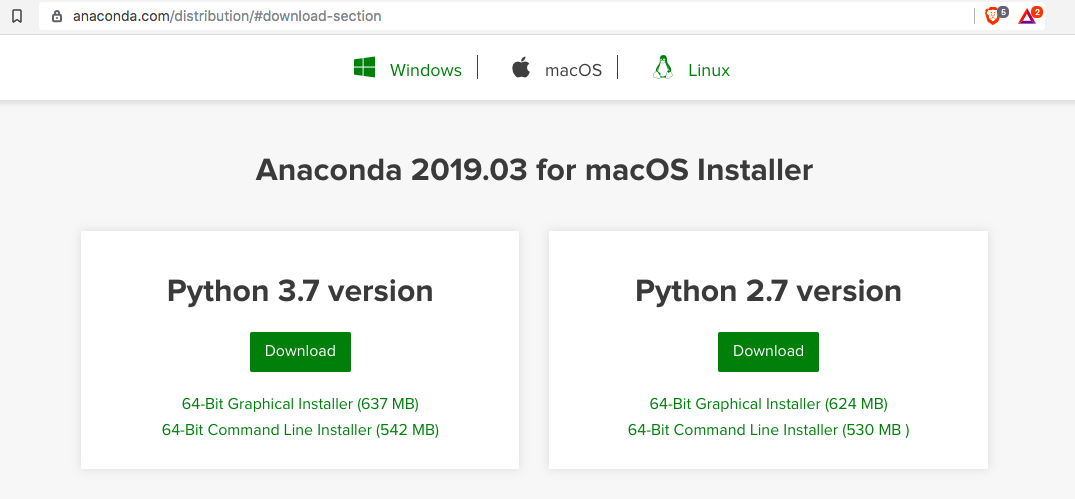 anaconda.com/distribution/#download-section
5
2
Windows
macOS
Linux
Anaconda 2019.03 for macOS Installer
Python 3.7 version
Download
64-Bit Graphical Installer (637 MB)
64-Bit Command Line Installer (542 MB)
Python 2.7 version
Download
64-Bit Graphical Installer (624 MB)
64-Bit Command Line Installer (530 MB )